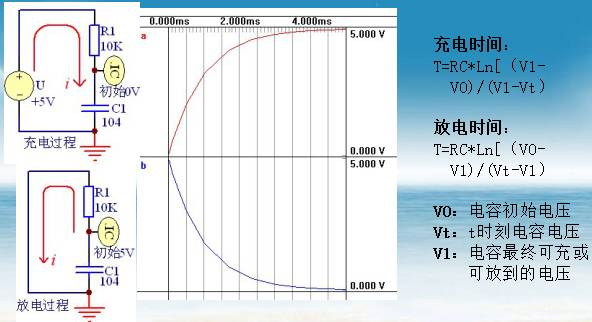 R1
10K
IC
初始0V
U
+5V
i
C1
104
充电过程
R1
10K
IC
初始5V
i
C1
104
放电过程
0.000ms 2.000ms 4.000ms
a
5.000 V
0.000 V
b
5.000 V
0.000 V
充电时间：
T=RC*Ln[（V1-
VO)/(V1-Vt）
放电时间：
T=RC*Ln[（VO-
V1)/(Vt-V1）
VO：电容初始电压
Vt：t时刻电容电压
V1：电容最终可充或
可放到的电压